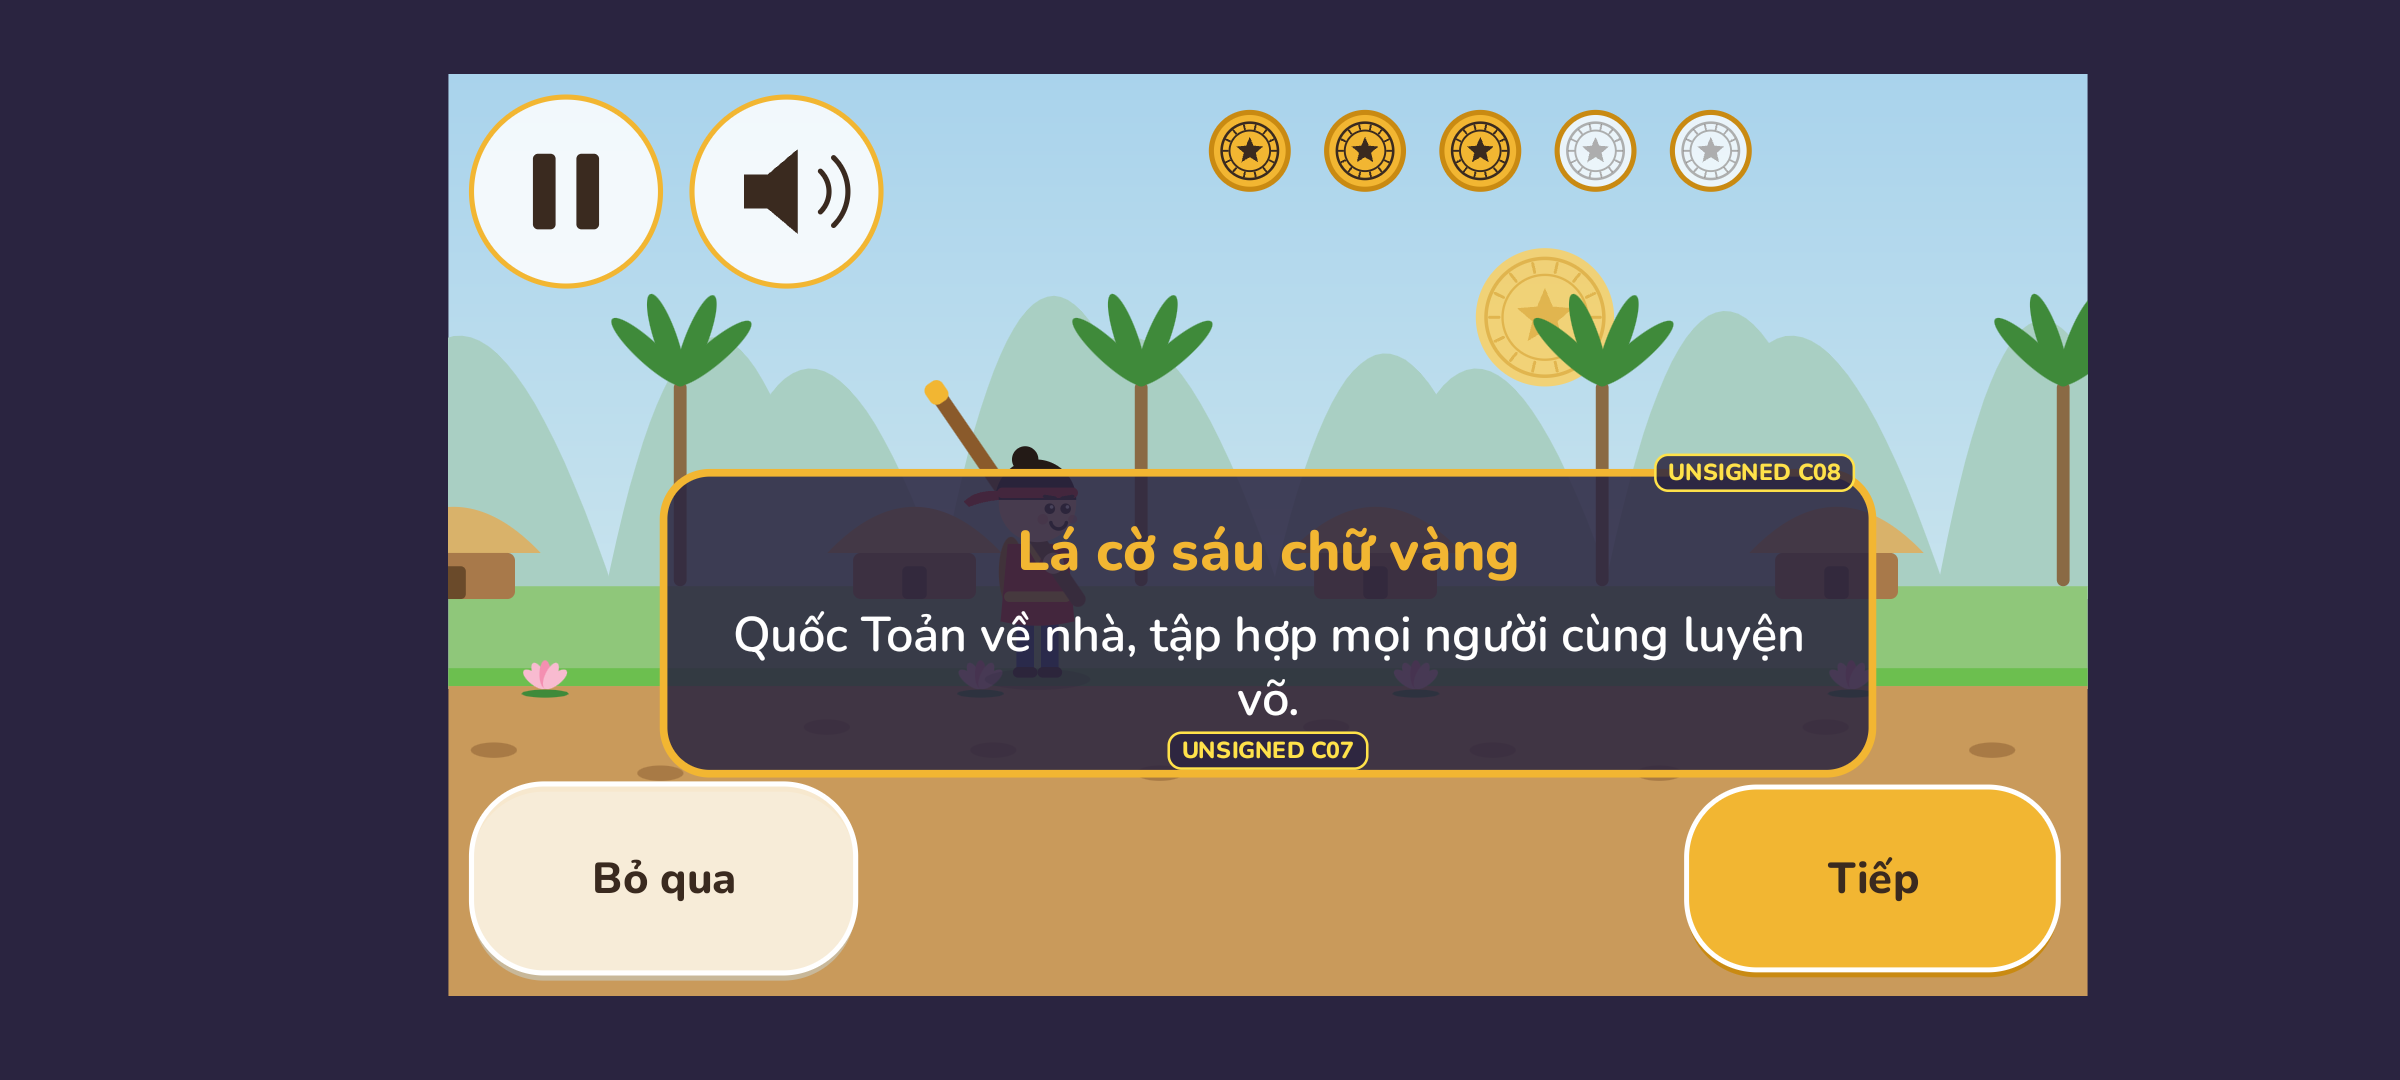 UNSIGNED C08
Lá cờ sáu chữ vàng
Quốc Toản về nhà, tập hợp mọi người cùng luyện
võ.
UNSIGNED C07
Bỏ qua
Tiếp